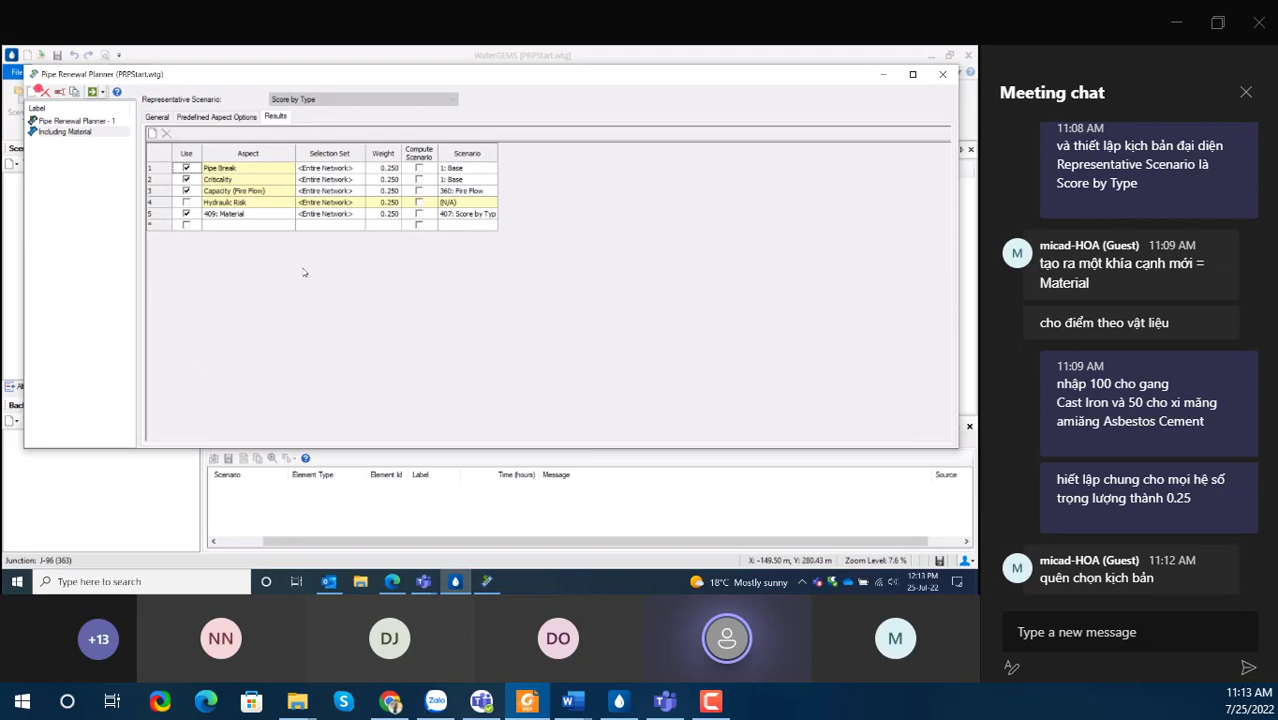 Meeting chat
11:08 AM
và thiết lập kịch bản đại diện
Representative Scenario là
Score by Type
M
micad-HOA (Guest) 11:09 AM
tạo ra một khía cạnh mới =
Material
cho điểm theo vật liệu
11:09 AM
nhập 100 cho gang
Cast Iron và 50 cho xi măng
amiăng Asbestos Cement
hiết lập chung cho mọi hệ số
trọng lượng thành 0.25
M
micad-HOA (Guest) 11:12 AM
quên chọn kịch bản
Type a new message
WaterGEMS [PRPStart.wtg]
File
Pipe Renewal Planner (PRPStart.wtg)
Label
Pipe Renewal Planner - 1
Including Material
Representative Scenario: Score by Type
General Predefined Aspect Options Results
Use Aspect Selection Set Weight Compute Scenario Scenario
1 Pipe Break <Entire Network> 0.250 1: Base
2 Criticality <Entire Network> 0.250 1: Base
3 Capacity (Fire Flow) <Entire Network> 0.250 360: Fire Flow
4 Hydraulic Risk <Entire Network> 0.250 (N/A)
5 409: Material <Entire Network> 0.250 407: Score by Typ
*
Scenario Element Type Element Id Label Time (hours) Message Source
Junction: J-96 (363) X: -149.50 m, Y: 280.43 m Zoom Level: 7.6 %
Type here to search 18°C Mostly sunny 12:13 PM
25-Jul-22
+13 NN DJ DO M
11:13 AM
7/25/2022